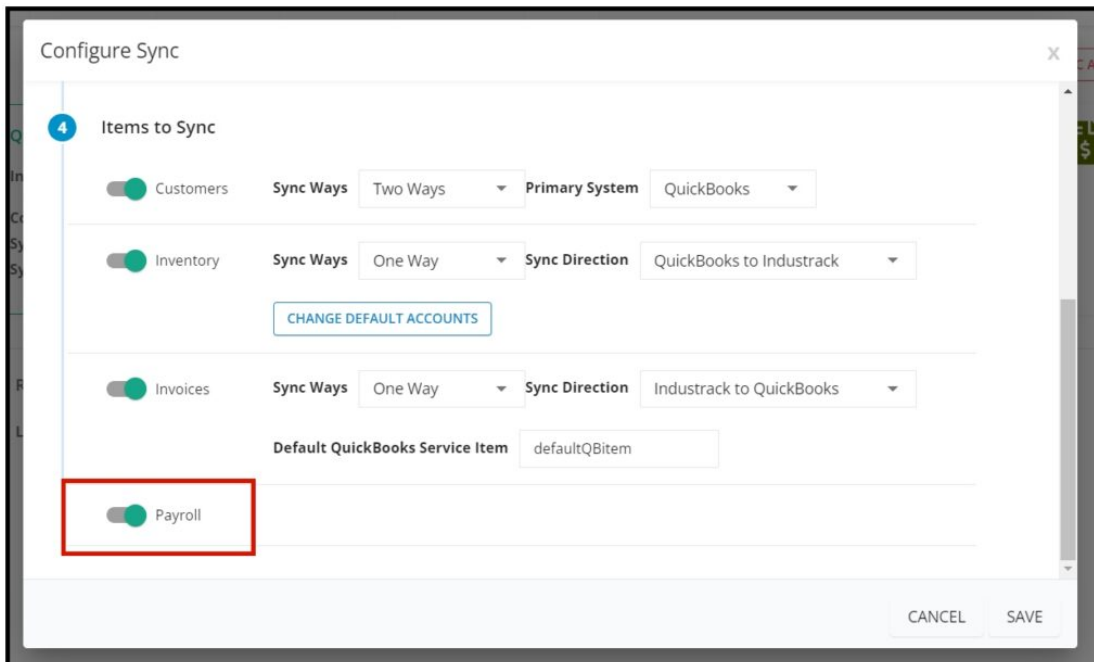 Configure Sync
X
4 Items to Sync
Customers Sync Ways Two Ways Primary System QuickBooks
Inventory Sync Ways One Way Sync Direction QuickBooks to Industrack
CHANGE DEFAULT ACCOUNTS
Invoices Sync Ways One Way Sync Direction Industrack to QuickBooks
Default QuickBooks Service Item defaultQBitem
Payroll
CANCEL SAVE